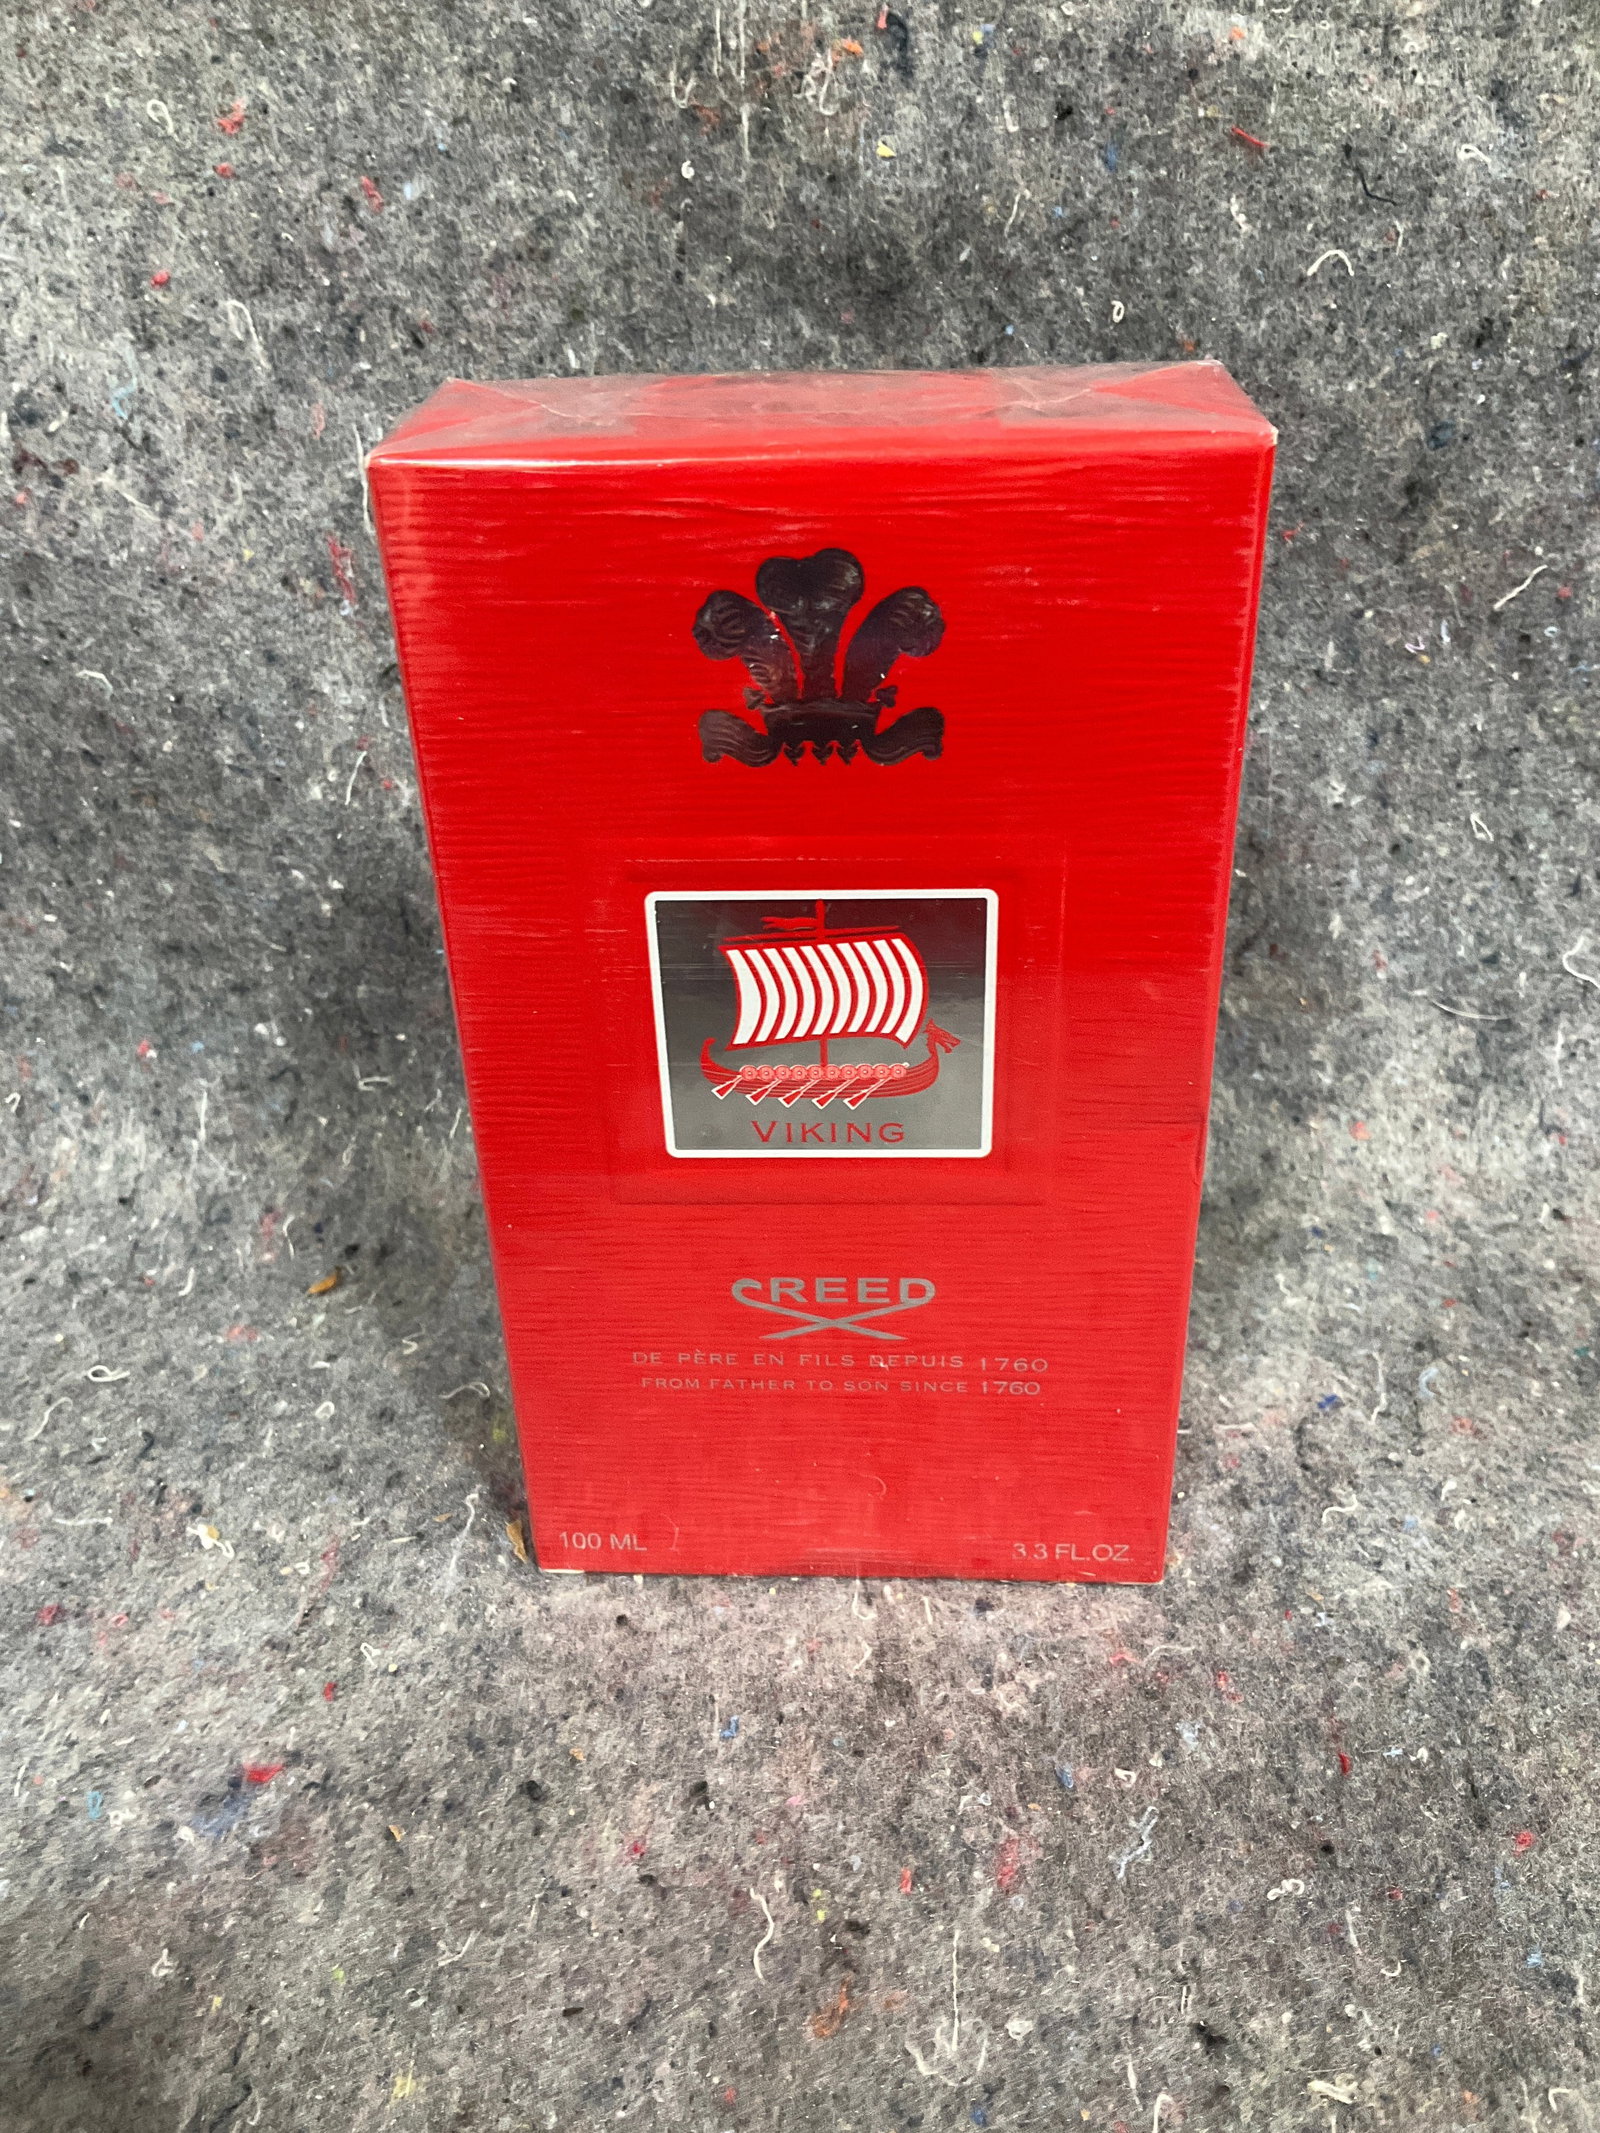 VIKING
CREED
DE PÈRE EN FILS DEPUIS 1760
FROM FATHER TO SON SINCE 1760
100 ML
3.3 FL.OZ.